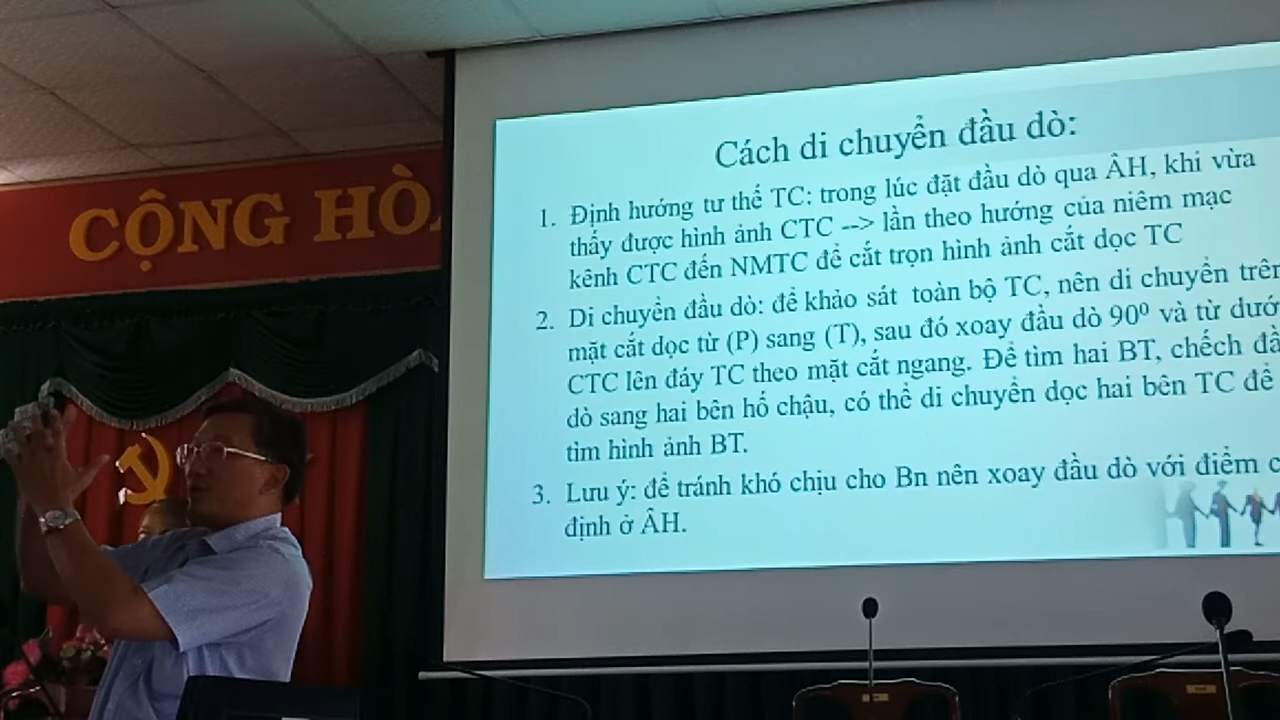 CỘNG HÒA
Cách di chuyển đầu dò:
1. Định hướng tư thế TC: trong lúc đặt đầu dò qua ÂH, khi vừa
thấy được hình ảnh CTC --> lần theo hướng của niêm mạc
kênh CTC đến NMTC để cắt trọn hình ảnh cắt dọc TC
2. Di chuyển đầu dò: để khảo sát toàn bộ TC, nên di chuyển trên
mặt cắt dọc từ (P) sang (T), sau đó xoay đầu dò 90⁰ và từ dướ
CTC lên đáy TC theo mặt cắt ngang. Để tìm hai BT, chếch đầ
dò sang hai bên hố chậu, có thể di chuyển dọc hai bên TC để
tìm hình ảnh BT.
3. Lưu ý: để tránh khó chịu cho Bn nên xoay đầu dò với điểm c
định ở ÂH.